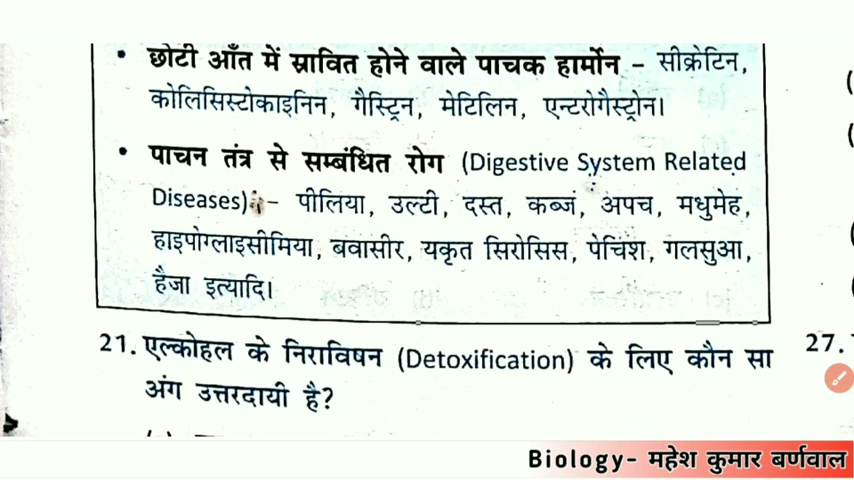 • छोटी आँत में स्रावित होने वाले पाचक हार्मोन – सीक्रेटिन,
कोलिसिस्टोकाइनिन, गैस्ट्रिन, मेटिलिन, एन्टरोगैस्ट्रोन।
• पाचन तंत्र से सम्बंधित रोग (Digestive System Related
Diseases):– पीलिया, उल्टी, दस्त, कब्ज, अपच, मधुमेह,
हाइपोग्लाइसीमिया, बवासीर, यकृत सिरोसिस, पेचिश, गलसुआ,
हैजा इत्यादि।
21. एल्कोहल के निराविषन (Detoxification) के लिए कौन सा
अंग उत्तरदायी है?
27.
Biology- महेश कुमार बर्णवाल